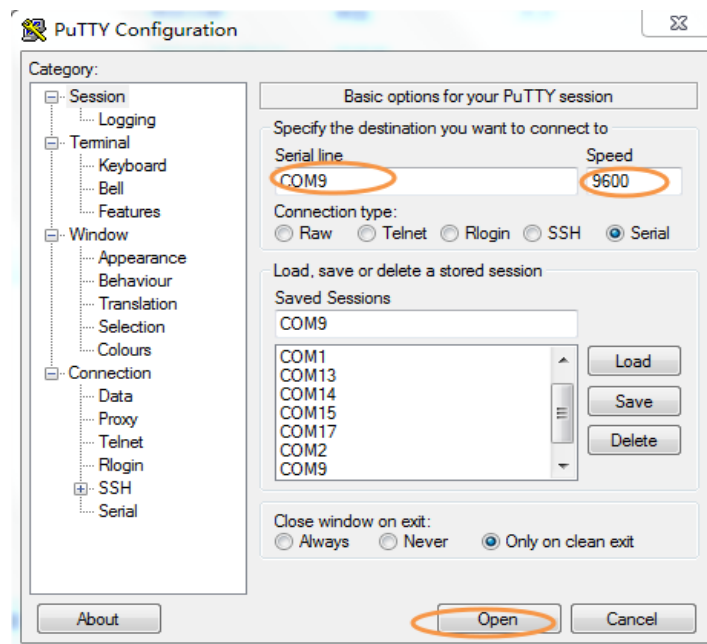 PuTTY Configuration
Category:
Session
Logging
Terminal
Keyboard
Bell
Features
Window
Appearance
Behaviour
Translation
Selection
Colours
Connection
Data
Proxy
Telnet
Rlogin
SSH
Serial
Basic options for your PuTTY session
Specify the destination you want to connect to
Serial line Speed
COM9 9600
Connection type:
Raw Telnet Rlogin SSH Serial
Load, save or delete a stored session
Saved Sessions
COM9
COM1
COM13
COM14
COM15
COM17
COM2
COM9
Load
Save
Delete
Close window on exit:
Always Never Only on clean exit
About Open Cancel